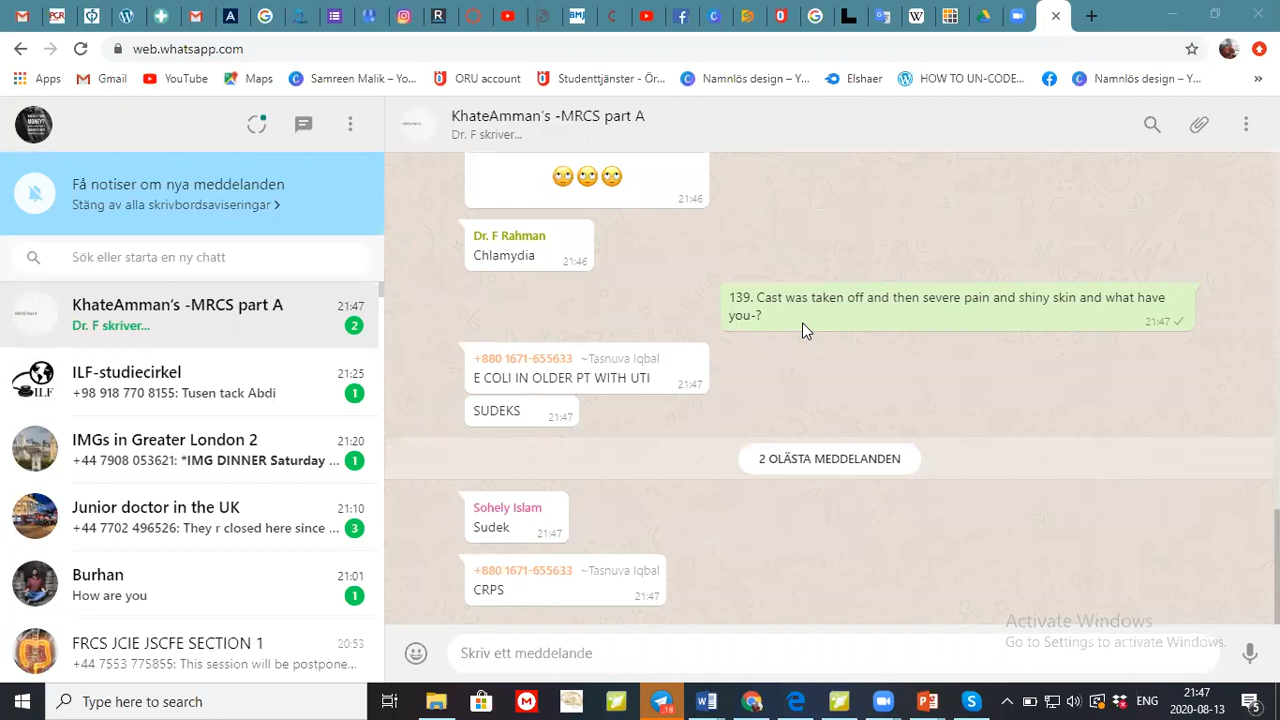 web.whatsapp.com
Apps
Gmail
YouTube
Maps
Samreen Malik – Yo...
ORU account
Studenttjänster - Ör...
Namnlös design – Y...
Elshaer
HOW TO UN-CODE...
Namnlös design – Y...
KhateAmman's -MRCS part A
Dr. F skriver...
Få notiser om nya meddelanden
Stäng av alla skrivbordsaviseringar
Sök eller starta en ny chatt
KhateAmman's -MRCS part A 21:47
Dr. F skriver... 2
ILF-studiecirkel 21:25
+98 918 770 8155: Tusen tack Abdi 1
IMGs in Greater London 2 21:20
+44 7908 053621: *IMG DINNER Saturday ... 1
Junior doctor in the UK 21:10
+44 7702 496526: They r closed here since ... 3
Burhan 21:01
How are you 1
FRCS JCIE JSCFE SECTION 1 20:53
+44 7553 775855: This session will be postpone...
21:46
Dr. F Rahman
Chlamydia 21:46
139. Cast was taken off and then severe pain and shiny skin and what have
you-? 21:47
+880 1671-655633 ~Tasnuva Iqbal
E COLI IN OLDER PT WITH UTI 21:47
SUDEKS 21:47
2 OLÄSTA MEDDELANDEN
Sohely Islam
Sudek 21:47
+880 1671-655633 ~Tasnuva Iqbal
CRPS 21:47
Activate Windows
Go to Settings to activate Windows.
Skriv ett meddelande
Type here to search
18
ENG
21:47
2020-08-13
5